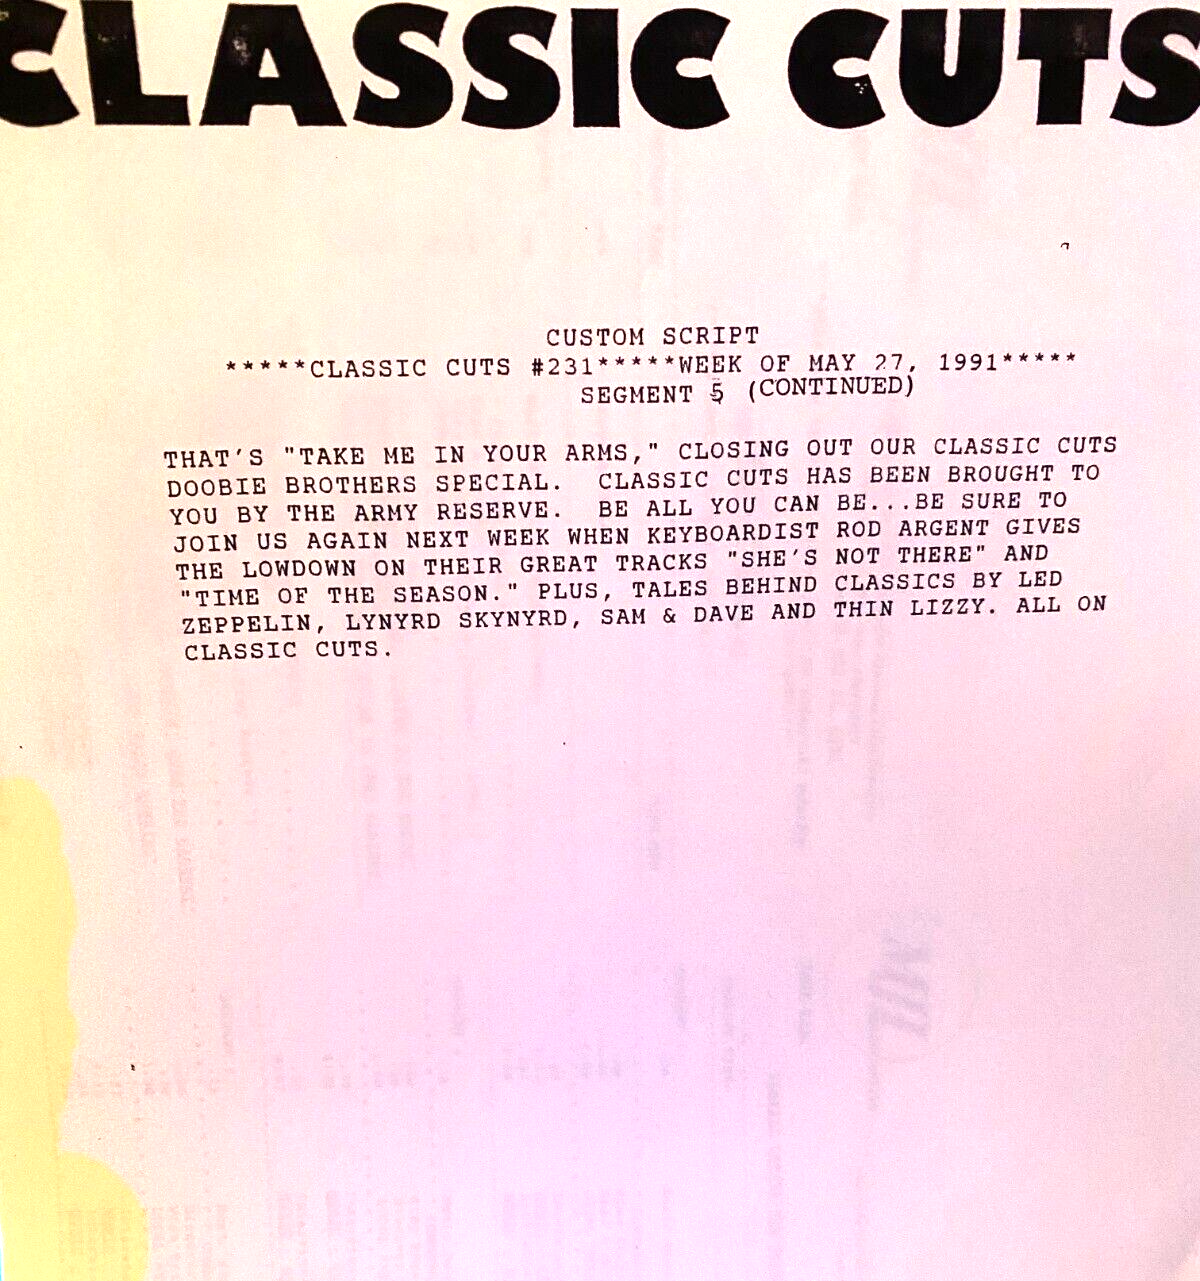 CLASSIC CUTS
CUSTOM SCRIPT
*****CLASSIC CUTS #231*****WEEK OF MAY 27, 1991*****
SEGMENT 5 (CONTINUED)
THAT'S "TAKE ME IN YOUR ARMS," CLOSING OUT OUR CLASSIC CUTS
DOOBIE BROTHERS SPECIAL. CLASSIC CUTS HAS BEEN BROUGHT TO
YOU BY THE ARMY RESERVE. BE ALL YOU CAN BE...BE SURE TO
JOIN US AGAIN NEXT WEEK WHEN KEYBOARDIST ROD ARGENT GIVES
THE LOWDOWN ON THEIR GREAT TRACKS "SHE'S NOT THERE" AND
"TIME OF THE SEASON." PLUS, TALES BEHIND CLASSICS BY LED
ZEPPELIN, LYNYRD SKYNYRD, SAM & DAVE AND THIN LIZZY. ALL ON
CLASSIC CUTS.